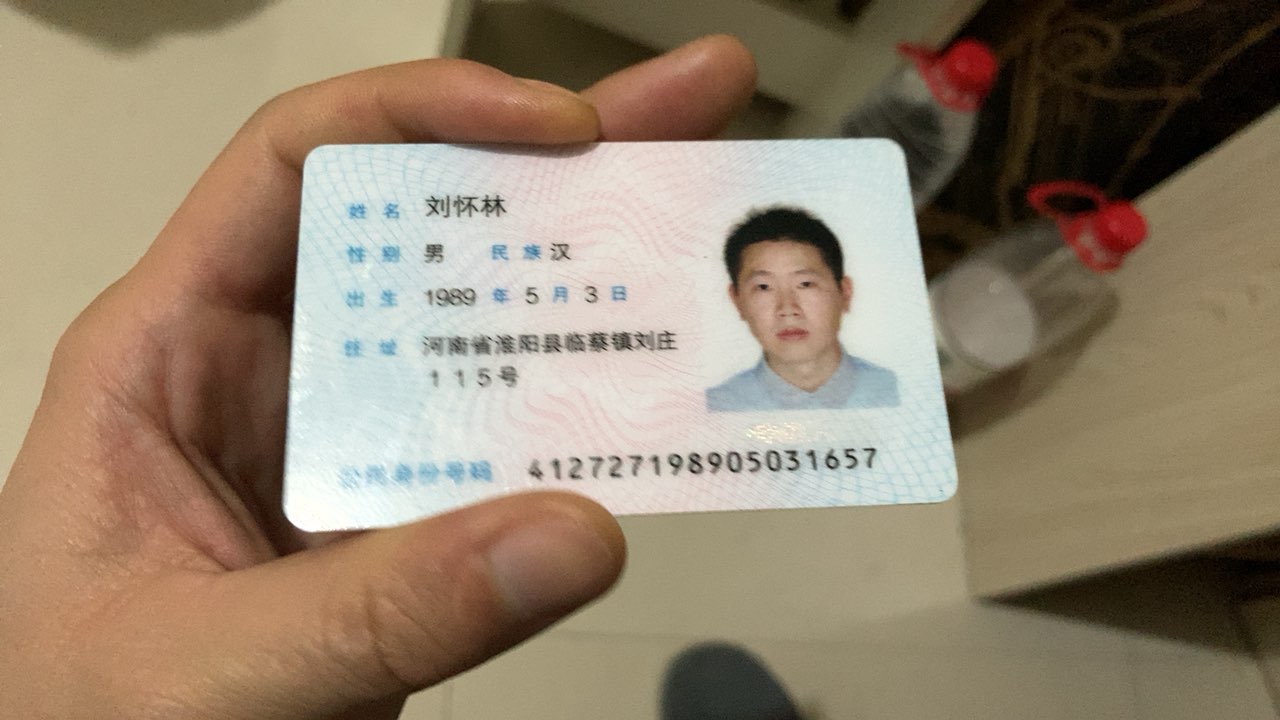 姓名 刘怀林
性别 男 民族 汉
出生 1989 年 5 月 3 日
住址 河南省淮阳县临蔡镇刘庄
115号
公民身份号码 412727198905031657